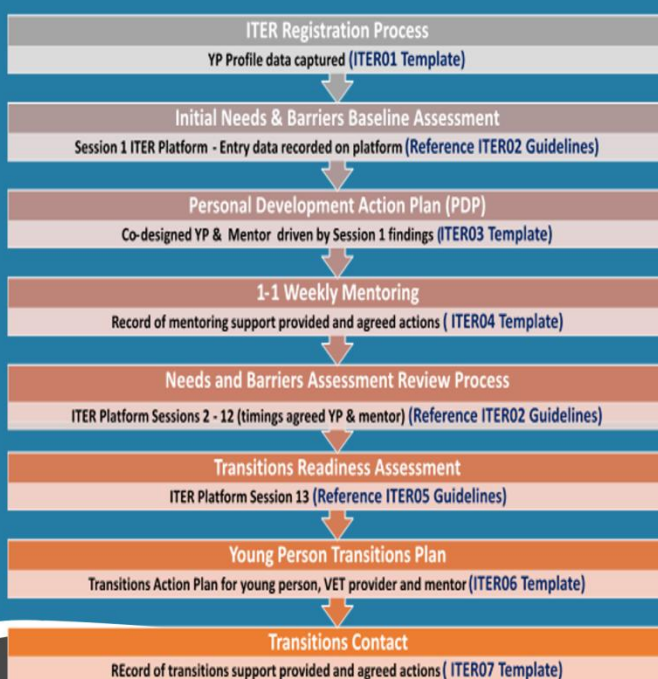 ITER Registration Process
YP Profile data captured (ITER01 Template)
Initial Needs & Barriers Baseline Assessment
Session 1 ITER Platform - Entry data recorded on platform (Reference ITER02 Guidelines)
Personal Development Action Plan (PDP)
Co-designed YP & Mentor driven by Session 1 findings (ITER03 Template)
1-1 Weekly Mentoring
Record of mentoring support provided and agreed actions ( ITER04 Template)
Needs and Barriers Assessment Review Process
ITER Platform Sessions 2 - 12 (timings agreed YP & mentor) (Reference ITER02 Guidelines)
Transitions Readiness Assessment
ITER Platform Session 13 (Reference ITER05 Guidelines)
Young Person Transitions Plan
Transitions Action Plan for young person, VET provider and mentor (ITER06 Template)
Transitions Contact
REcord of transitions support provided and agreed actions ( ITER07 Template)